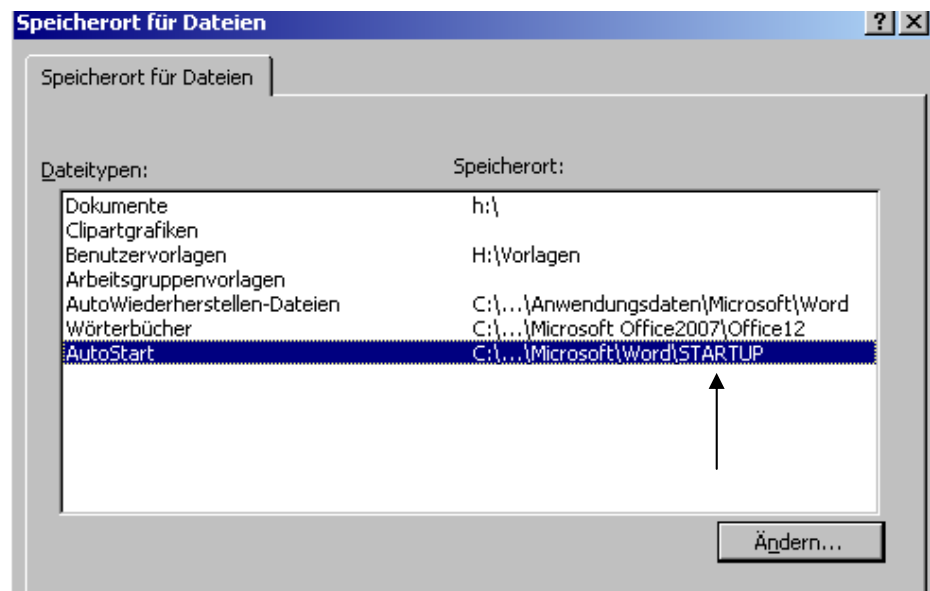 Speicherort für Dateien
Speicherort für Dateien
Dateitypen: Speicherort:
Dokumente h:\
Clipartgrafiken
Benutzervorlagen H:\Vorlagen
Arbeitsgruppenvorlagen
AutoWiederherstellen-Dateien C:\...\Anwendungsdaten\Microsoft\Word
Wörterbücher C:\...\Microsoft Office2007\Office12
AutoStart C:\...\Microsoft\Word\STARTUP
Ändern...